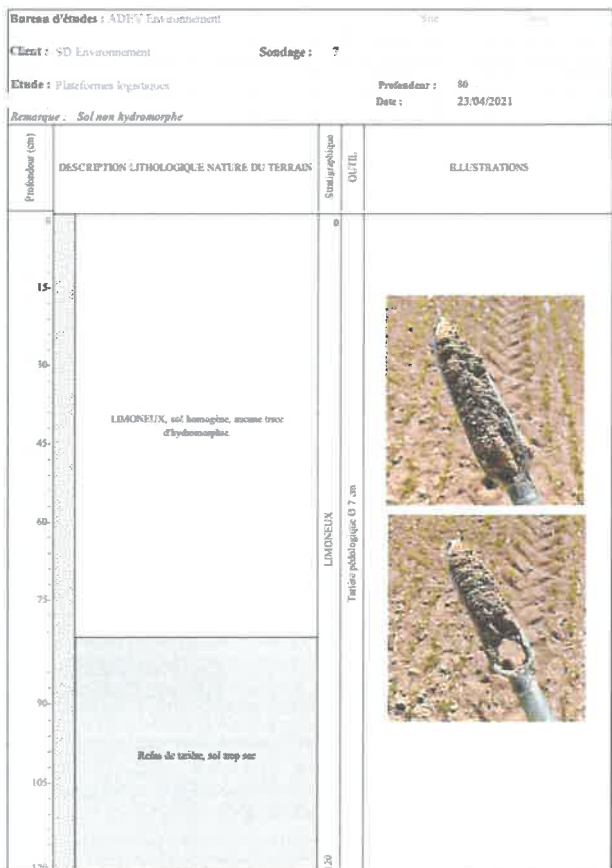 Bureau d'études : ADEV Environnement
Client : SD Environnement Sondage : 7
Etude : Plateformes logistiques Profondeur : 80
Date : 23/04/2021
Remarque : Sol non hydromorphe
Profondeur (cm)
DESCRIPTION LITHOLOGIQUE NATURE DU TERRAIN
Stratigraphique
OUTIL
ILLUSTRATIONS
0
0
15
30
LIMONEUX, sol homogène, aucune trace
d'hydromorphie
45
60
LIMONEUX
Tarière pédologique Ø 7 cm
75
90
Refus de tarière, sol trop sec
105
120
120